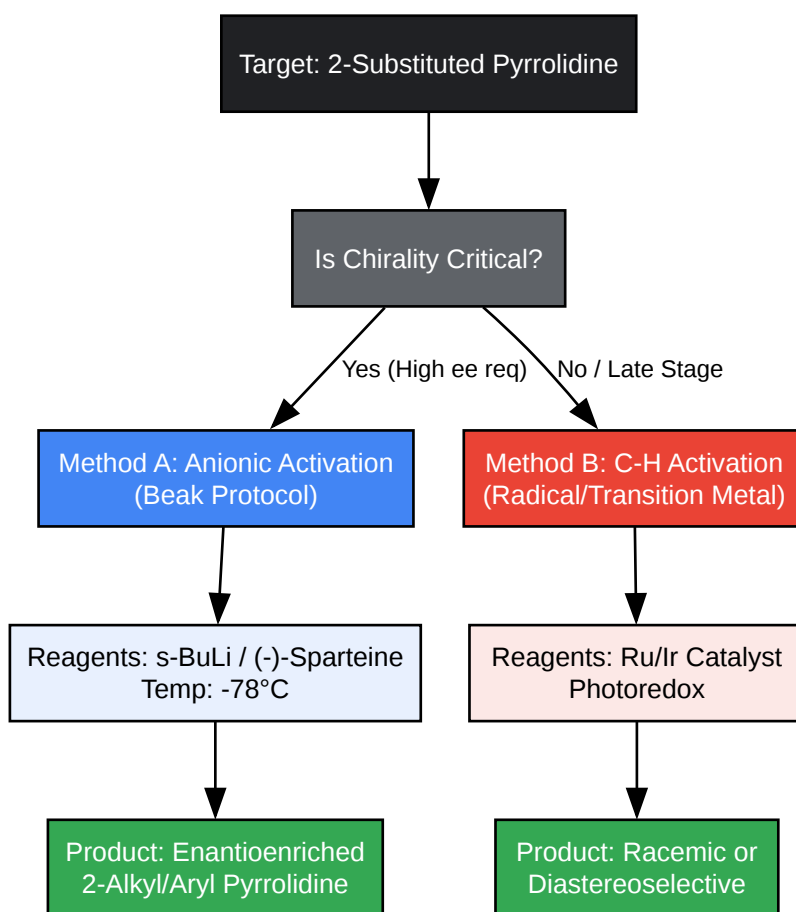 Target: 2-Substituted Pyrrolidine
Is Chirality Critical?
Yes (High ee req)
No / Late Stage
Method A: Anionic Activation
(Beak Protocol)
Method B: C-H Activation
(Radical/Transition Metal)
Reagents: s-BuLi / (-)-Sparteine
Temp: -78°C
Reagents: Ru/Ir Catalyst
Photoredox
Product: Enantioenriched
2-Alkyl/Aryl Pyrrolidine
Product: Racemic or
Diastereoselective